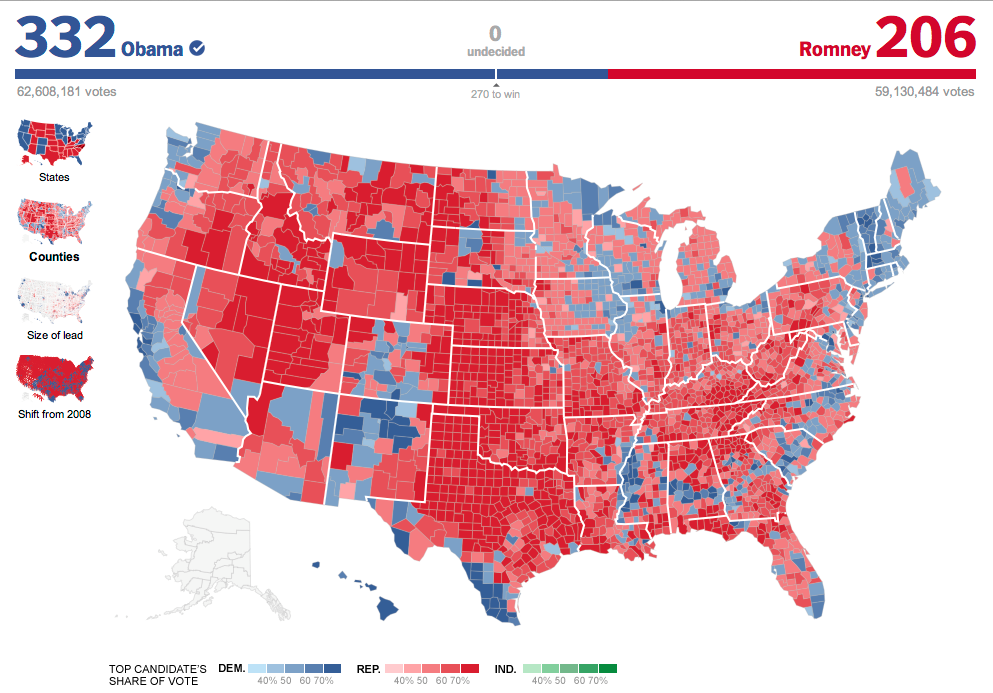 332 Obama
0
undecided
Romney 206
62,608,181 votes
270 to win
59,130,484 votes
States
Counties
Size of lead
Shift from 2008
TOP CANDIDATE'S
SHARE OF VOTE
DEM.
40% 50 60 70%
REP.
40% 50 60 70%
IND.
40% 50 60 70%